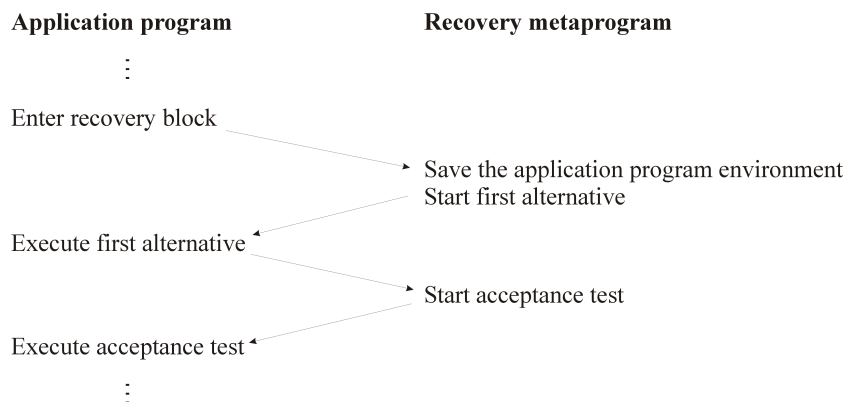 Application program
Recovery metaprogram
Enter recovery block
Save the application program environment
Start first alternative
Execute first alternative
Start acceptance test
Execute acceptance test